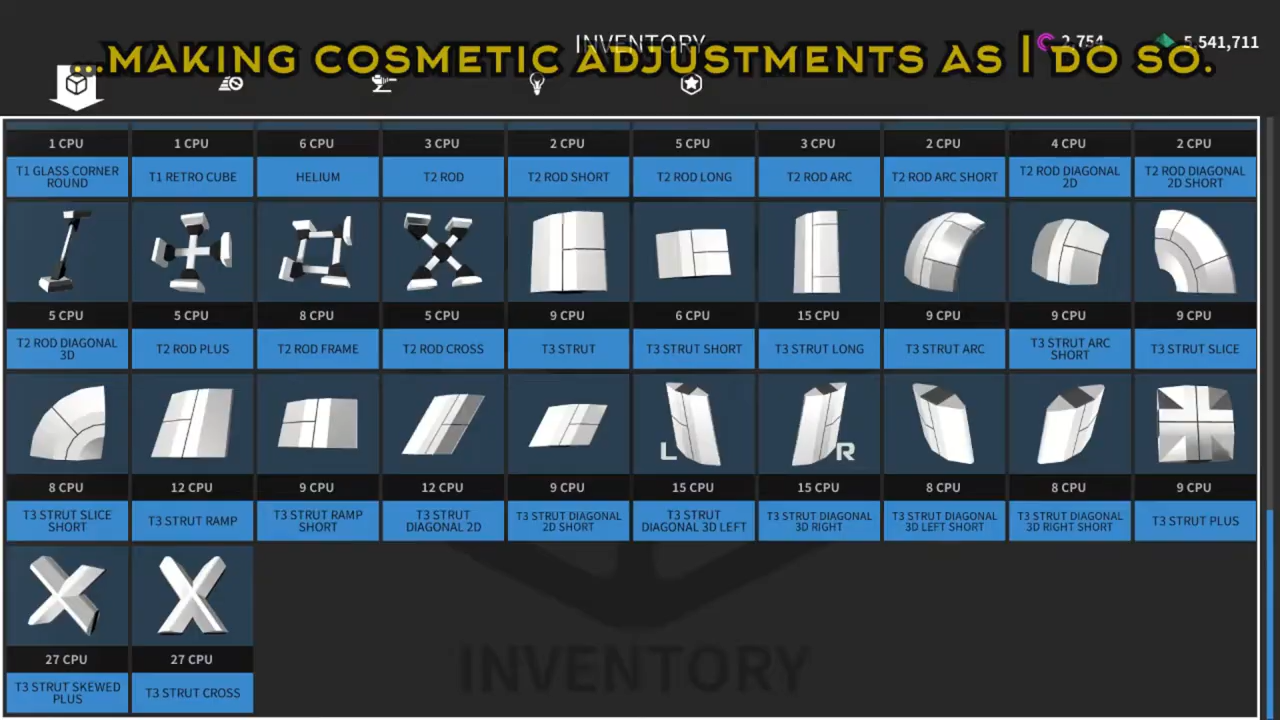 INVENTORY
2,754
5,541,711
...MAKING COSMETIC ADJUSTMENTS AS I DO SO.
1 CPU
1 CPU
6 CPU
3 CPU
2 CPU
5 CPU
3 CPU
2 CPU
4 CPU
2 CPU
T1 GLASS CORNER
ROUND
T1 RETRO CUBE
HELIUM
T2 ROD
T2 ROD SHORT
T2 ROD LONG
T2 ROD ARC
T2 ROD ARC SHORT
T2 ROD DIAGONAL
2D
T2 ROD DIAGONAL
2D SHORT
5 CPU
5 CPU
8 CPU
5 CPU
9 CPU
6 CPU
15 CPU
9 CPU
9 CPU
9 CPU
T2 ROD DIAGONAL
3D
T2 ROD PLUS
T2 ROD FRAME
T2 ROD CROSS
T3 STRUT
T3 STRUT SHORT
T3 STRUT LONG
T3 STRUT ARC
T3 STRUT ARC
SHORT
T3 STRUT SLICE
L
R
8 CPU
12 CPU
9 CPU
12 CPU
9 CPU
15 CPU
15 CPU
8 CPU
8 CPU
9 CPU
T3 STRUT SLICE
SHORT
T3 STRUT RAMP
T3 STRUT RAMP
SHORT
T3 STRUT
DIAGONAL 2D
T3 STRUT DIAGONAL
2D SHORT
T3 STRUT
DIAGONAL 3D LEFT
T3 STRUT DIAGONAL
3D RIGHT
T3 STRUT DIAGONAL
3D LEFT SHORT
T3 STRUT DIAGONAL
3D RIGHT SHORT
T3 STRUT PLUS
27 CPU
27 CPU
T3 STRUT SKEWED
PLUS
T3 STRUT CROSS
INVENTORY